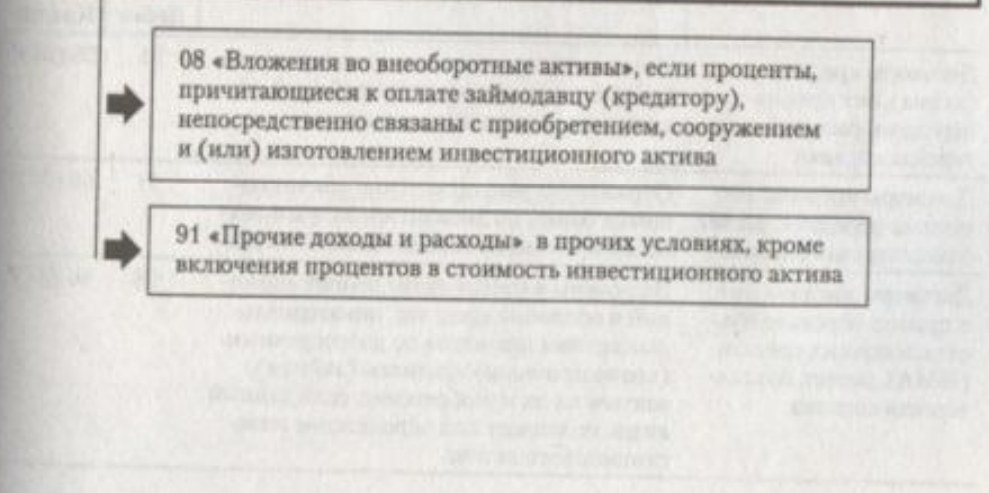 08 «Вложения во внеоборотные активы», если проценты,
причитающиеся к оплате займодавцу (кредитору),
непосредственно связаны с приобретением, сооружением
и (или) изготовлением инвестиционного актива
91 «Прочие доходы и расходы» в прочих условиях, кроме
включения процентов в стоимость инвестиционного актива